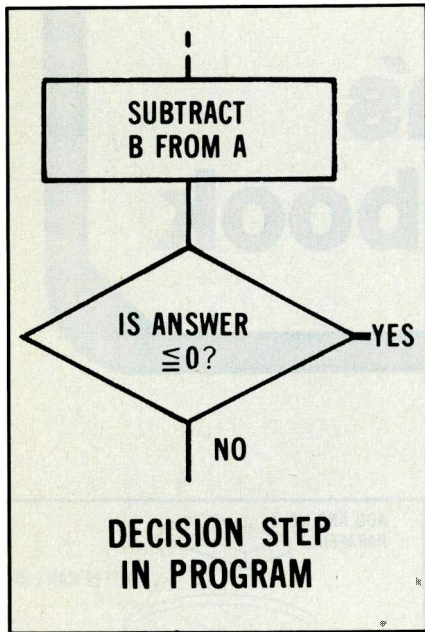 SUBTRACT
B FROM A
IS ANSWER
≦0?
YES
NO
DECISION STEP
IN PROGRAM